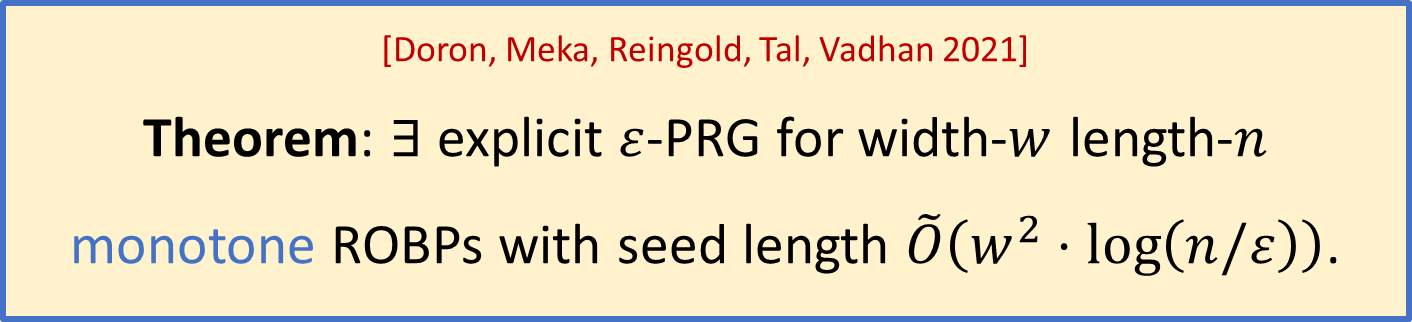 [Doron, Meka, Reingold, Tal, Vadhan 2021]
Theorem: ∃ explicit 𝜀-PRG for width-𝑤 length-𝑛
monotone ROBPs with seed length Õ(𝑤² · log(𝑛/𝜀)).